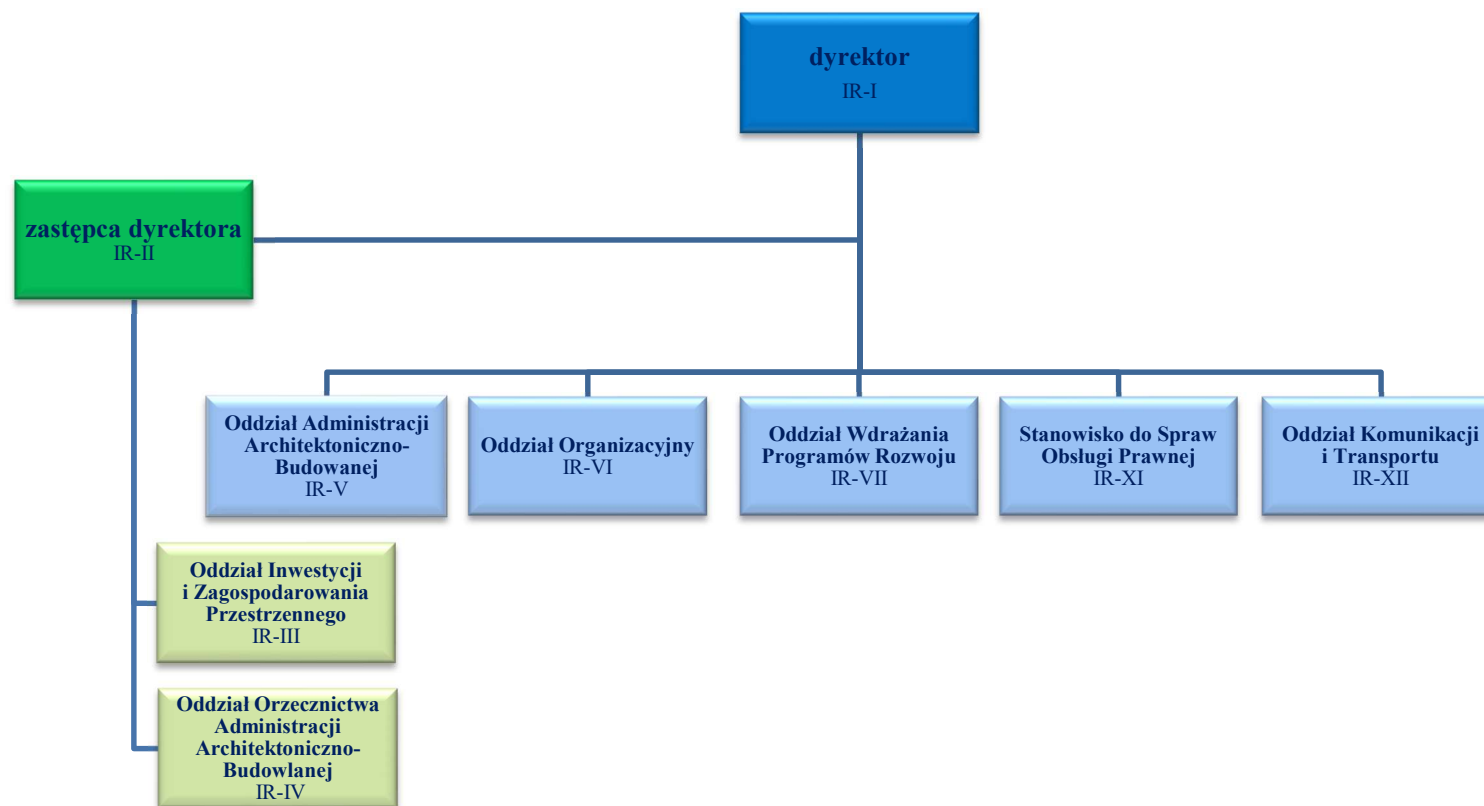 dyrektor
IR-I
zastępca dyrektora
IR-II
Oddział Administracji
Architektoniczno-
Budowanej
IR-V
Oddział Organizacyjny
IR-VI
Oddział Wdrażania
Programów Rozwoju
IR-VII
Stanowisko do Spraw
Obsługi Prawnej
IR-XI
Oddział Komunikacji
i Transportu
IR-XII
Oddział Inwestycji
i Zagospodarowania
Przestrzennego
IR-III
Oddział Orzecznictwa
Administracji
Architektoniczno-
Budowlanej
IR-IV